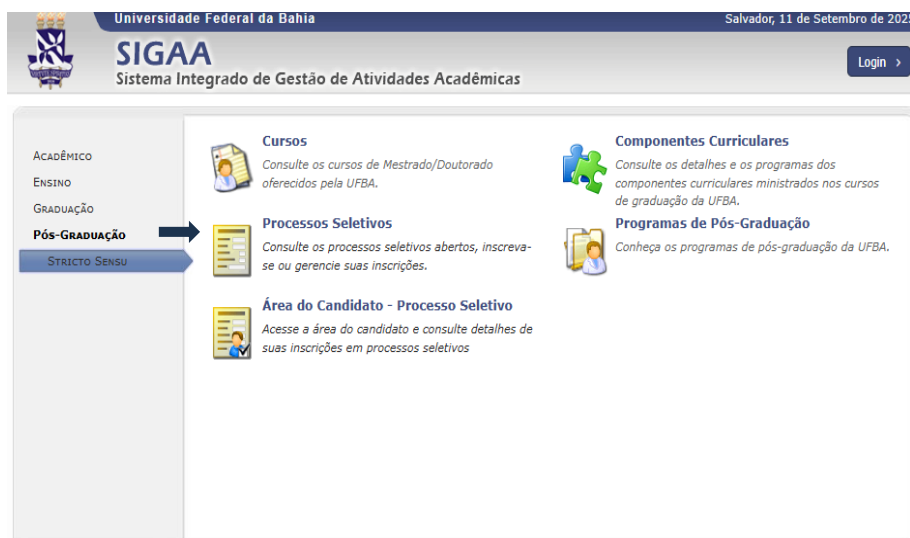 Universidade Federal da Bahia
Salvador, 11 de Setembro de 2025
SIGAA
Sistema Integrado de Gestão de Atividades Acadêmicas
Login >
Acadêmico
Ensino
Graduação
Pós-Graduação
Stricto Sensu
Cursos
Consulte os cursos de Mestrado/Doutorado
oferecidos pela UFBA.
Processos Seletivos
Consulte os processos seletivos abertos, inscreva-
se ou gerencie suas inscrições.
Área do Candidato - Processo Seletivo
Acesse a área do candidato e consulte detalhes de
suas inscrições em processos seletivos
Componentes Curriculares
Consulte os detalhes e os programas dos
componentes curriculares ministrados nos cursos
de graduação da UFBA.
Programas de Pós-Graduação
Conheça os programas de pós-graduação da UFBA.